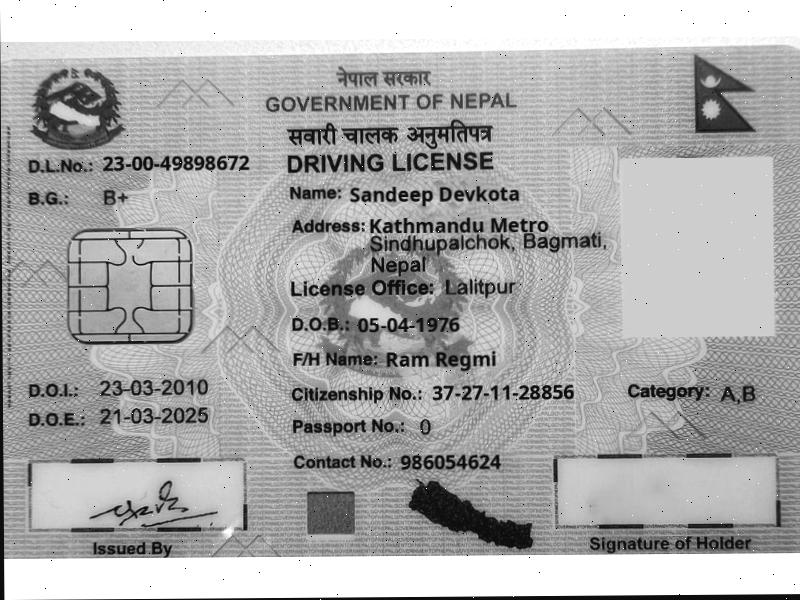 नेपाल सरकार
GOVERNMENT OF NEPAL
सवारी चालक अनुमतिपत्र
DRIVING LICENSE
D.L.No.: 23-00-49898672
B.G.: B+
Name: Sandeep Devkota
Address: Kathmandu Metro
Sindhupalchok, Bagmati,
Nepal
License Office: Lalitpur
D.O.B.: 05-04-1976
F/H Name: Ram Regmi
D.O.I.: 23-03-2010
Citizenship No.: 37-27-11-28856
Category: A,B
D.O.E.: 21-03-2025
Passport No.: 0
Contact No.: 986054624
Issued By
Signature of Holder